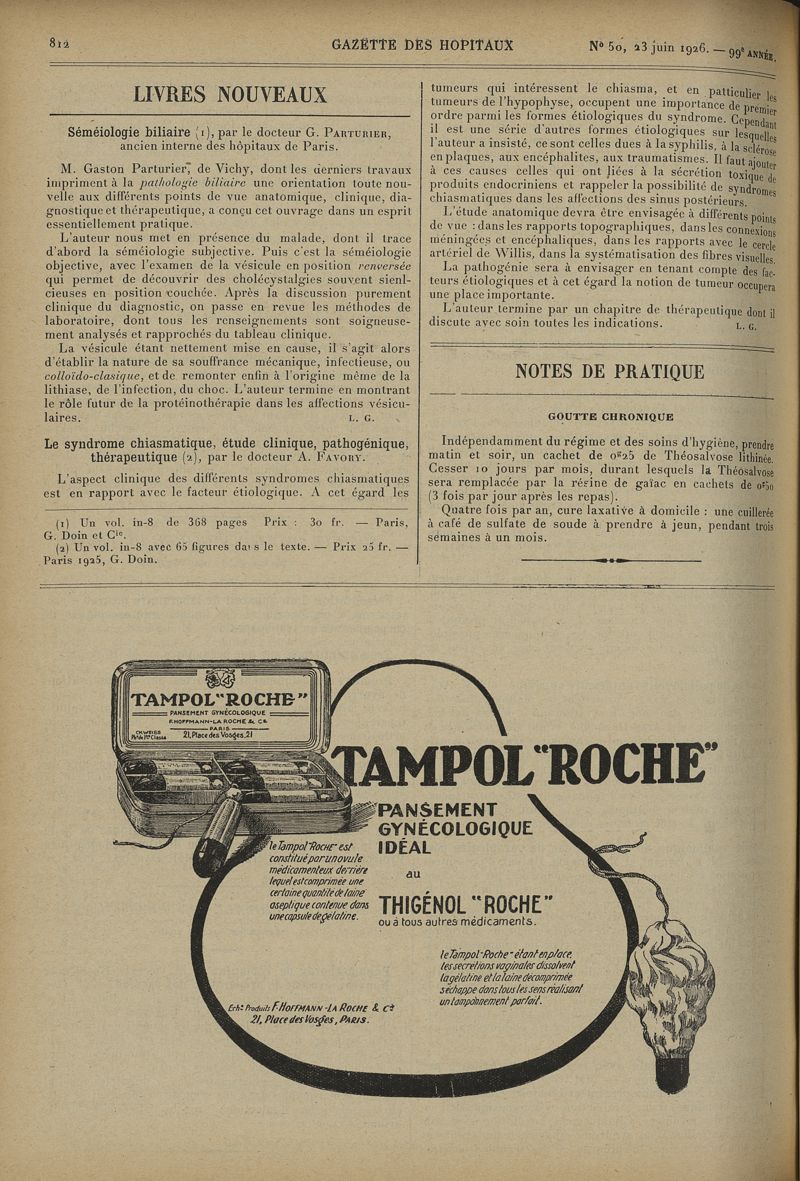 812
GAZETTE DES HOPITAUX
Nº 50, 23 juin 1926. — 99e ANNÉE.
LIVRES NOUVEAUX
Séméiologie biliaire (1), par le docteur G. PARTURIER,
ancien interne des hôpitaux de Paris.
M. Gaston Parturier, de Vichy, dont les derniers travaux
impriment à la pathologie biliaire une orientation toute nou-
velle aux différents points de vue anatomique, clinique, dia-
gnostique et thérapeutique, a conçu cet ouvrage dans un esprit
essentiellement pratique.
L'auteur nous met en présence du malade, dont il trace
d'abord la séméiologie subjective. Puis c'est la séméiologie
objective, avec l'examen de la vésicule en position renversée
qui permet de découvrir des cholécystalgies souvent sienl-
cieuses en position couchée. Après la discussion purement
clinique du diagnostic, on passe en revue les méthodes de
laboratoire, dont tous les renseignements sont soigneuse-
ment analysés et rapprochés du tableau clinique.
La vésicule étant nettement mise en cause, il s'agit alors
d'établir la nature de sa souffrance mécanique, infectieuse, ou
colloïdo-clasique, et de remonter enfin à l'origine même de la
lithiase, de l'infection, du choc. L'auteur termine en montrant
le rôle futur de la protéinothérapie dans les affections vésicu-
laires. L. G.
Le syndrome chiasmatique, étude clinique, pathogénique,
thérapeutique (2), par le docteur A. FAVORY.
L'aspect clinique des différents syndromes chiasmatiques
est en rapport avec le facteur étiologique. A cet égard les
(1) Un vol. in-8 de 368 pages Prix : 30 fr. — Paris,
G. Doin et Cie.
(2) Un vol. in-8 avec 65 figures dans le texte. — Prix 25 fr. —
Paris 1925, G. Doin.
tumeurs qui intéressent le chiasma, et en patticulier les
tumeurs de l'hypophyse, occupent une importance de premier
ordre parmi les formes étiologiques du syndrome. Cependant
il est une série d'autres formes étiologiques sur lesquelles
l'auteur a insisté, ce sont celles dues à la syphilis, à la sclérose
en plaques, aux encéphalites, aux traumatismes. Il faut ajouter
à ces causes celles qui ont liées à la sécrétion toxique de
produits endocriniens et rappeler la possibilité de syndromes
chiasmatiques dans les affections des sinus postérieurs.
L'étude anatomique devra être envisagée à différents points
de vue : dans les rapports topographiques, dans les connexions
méningées et encéphaliques, dans les rapports avec le cercle
artériel de Willis, dans la systématisation des fibres visuelles.
La pathogénie sera à envisager en tenant compte des fac-
teurs étiologiques et à cet égard la notion de tumeur occupera
une place importante.
L'auteur termine par un chapitre de thérapeutique dont il
discute avec soin toutes les indications. L. G.
NOTES DE PRATIQUE
GOUTTE CHRONIQUE
Indépendamment du régime et des soins d'hygiène, prendre
matin et soir, un cachet de 0gr25 de Théosalvose lithinée.
Cesser 10 jours par mois, durant lesquels la Théosalvose
sera remplacée par la rézine de gaïac en cachets de 0g50
(3 fois par jour après les repas).
Quatre fois par an, cure laxative à domicile : une cuillerée
à café de sulfate de soude à prendre à jeun, pendant trois
semaines à un mois.
TAMPOL "ROCHE"
PANSEMENT GYNÉCOLOGIQUE
F. HOFFMANN-LA ROCHE & Cº
PARIS
CH. WEISS
Phien de 1re Classe
21, Place des Vosges, 21
TAMPOL "ROCHE"
PANSEMENT
GYNÉCOLOGIQUE
IDÉAL
au
THIGÉNOL "ROCHE"
ou à tous autres médicaments.
le Tampol "ROCHE" est
constitué par un ovule
médicamenteux derrière
lequel est comprimée une
certaine quantité de laine
aseptique contenue dans
une capsule de gélatine.
le Tampol "Roche" étant en place,
les secretions vaginales dissolvent
la gélatine et la laine décomprimée
s'échappe dans tous les sens réalisant
un tamponnement parfait.
Echons Produits F. HOFFMANN-LA ROCHE & Cº
21, Place des Vosges, PARIS.